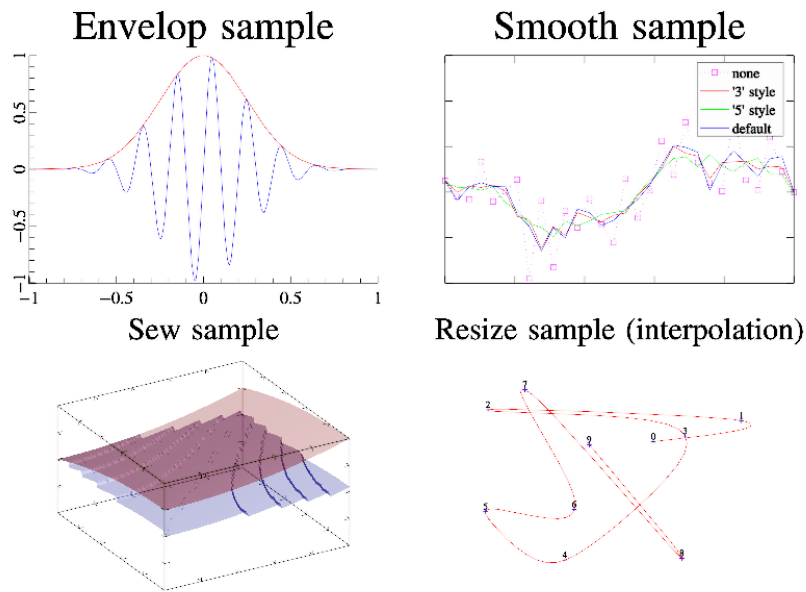 Envelop sample
Smooth sample
1
0.5
0
−0.5
−1
−1
−0.5
0
0.5
1
none
'3' style
'5' style
default
Sew sample
Resize sample (interpolation)
7
2
1
3
0
9
5
6
4
8